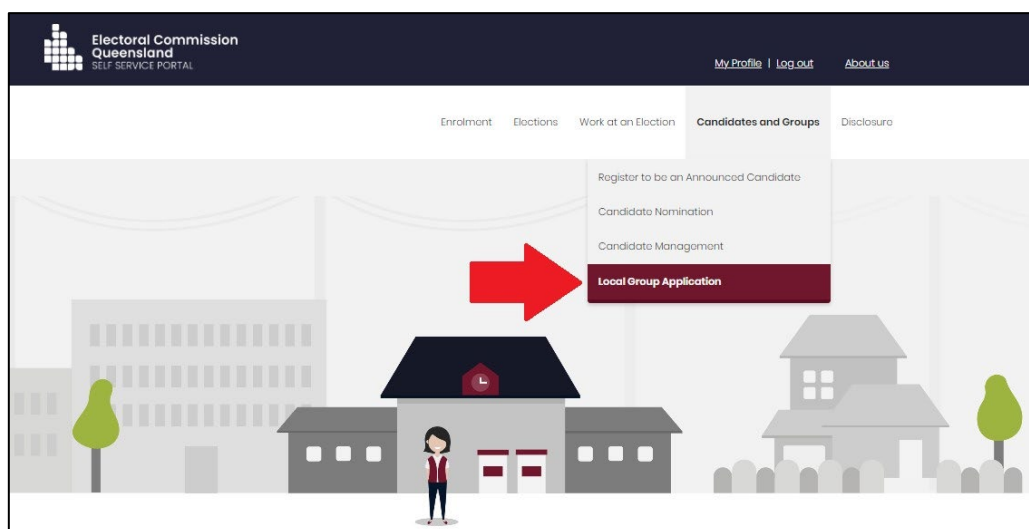 Electoral Commission
Queensland
SELF SERVICE PORTAL
My Profile | Log out About us
Enrolment Elections Work at an Election Candidates and Groups Disclosure
Register to be an Announced Candidate
Candidate Nomination
Candidate Management
Local Group Application